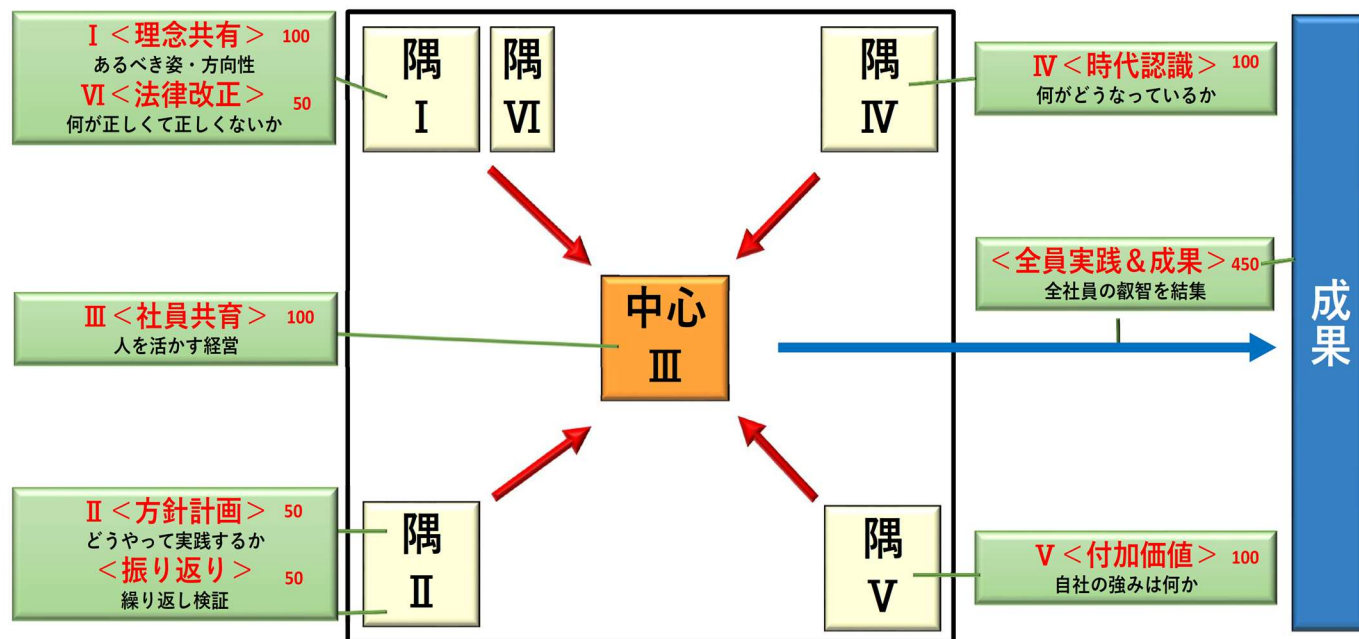 Ⅰ＜理念共有＞ 100
あるべき姿・方向性
Ⅵ＜法律改正＞ 50
何が正しくて正しくないか
隅
Ⅰ
隅
Ⅵ
隅
Ⅳ
Ⅳ＜時代認識＞ 100
何がどうなっているか
Ⅲ＜社員共育＞ 100
人を活かす経営
中心
Ⅲ
＜全員実践＆成果＞ 450
全社員の叡智を結集
成果
Ⅱ＜方針計画＞ 50
どうやって実践するか
＜振り返り＞ 50
繰り返し検証
隅
Ⅱ
隅
Ⅴ
Ⅴ＜付加価値＞ 100
自社の強みは何か